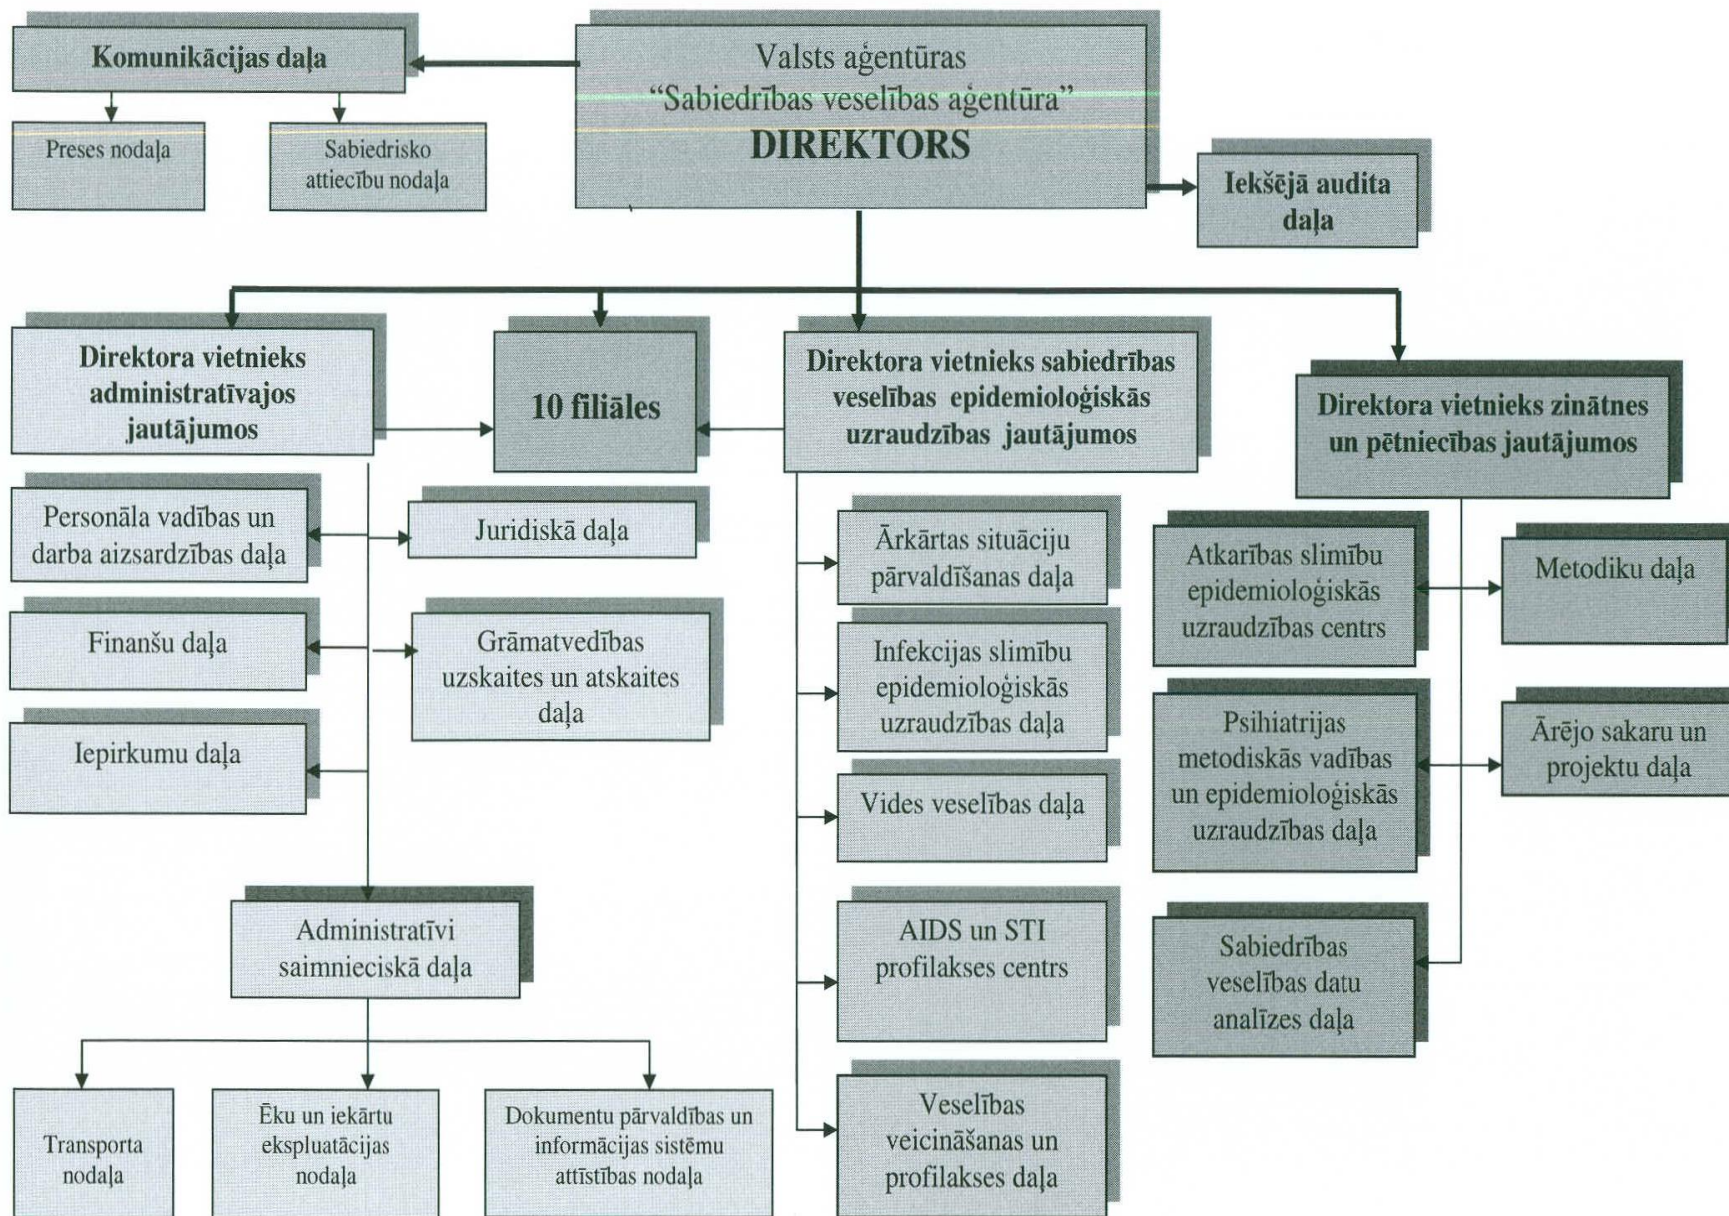 Komunikācijas daļa
Preses nodaļa
Sabiedrisko
attiecību nodaļa
Valsts aģentūras
“Sabiedrības veselības aģentūra”
DIREKTORS
Iekšējā audita
daļa
Direktora vietnieks
administratīvajos
jautājumos
10 filiāles
Direktora vietnieks sabiedrības
veselības epidemioloģiskās
uzraudzības jautājumos
Direktora vietnieks zinātnes
un pētniecības jautājumos
Personāla vadības un
darba aizsardzības daļa
Juridiskā daļa
Finanšu daļa
Grāmatvedības
uzskaites un atskaites
daļa
Iepirkumu daļa
Administratīvi
saimnieciskā daļa
Transporta
nodaļa
Ēku un iekārtu
ekspluatācijas
nodaļa
Dokumentu pārvaldības un
informācijas sistēmu
attīstības nodaļa
Ārkārtas situāciju
pārvaldīšanas daļa
Infekcijas slimību
epidemioloģiskās
uzraudzības daļa
Vides veselības daļa
AIDS un STI
profilakses centrs
Veselības
veicināšanas un
profilakses daļa
Atkarības slimību
epidemioloģiskās
uzraudzības centrs
Metodiku daļa
Psihiatrijas
metodiskās vadības
un epidemioloģiskās
uzraudzības daļa
Ārējo sakaru un
projektu daļa
Sabiedrības
veselības datu
analīzes daļa